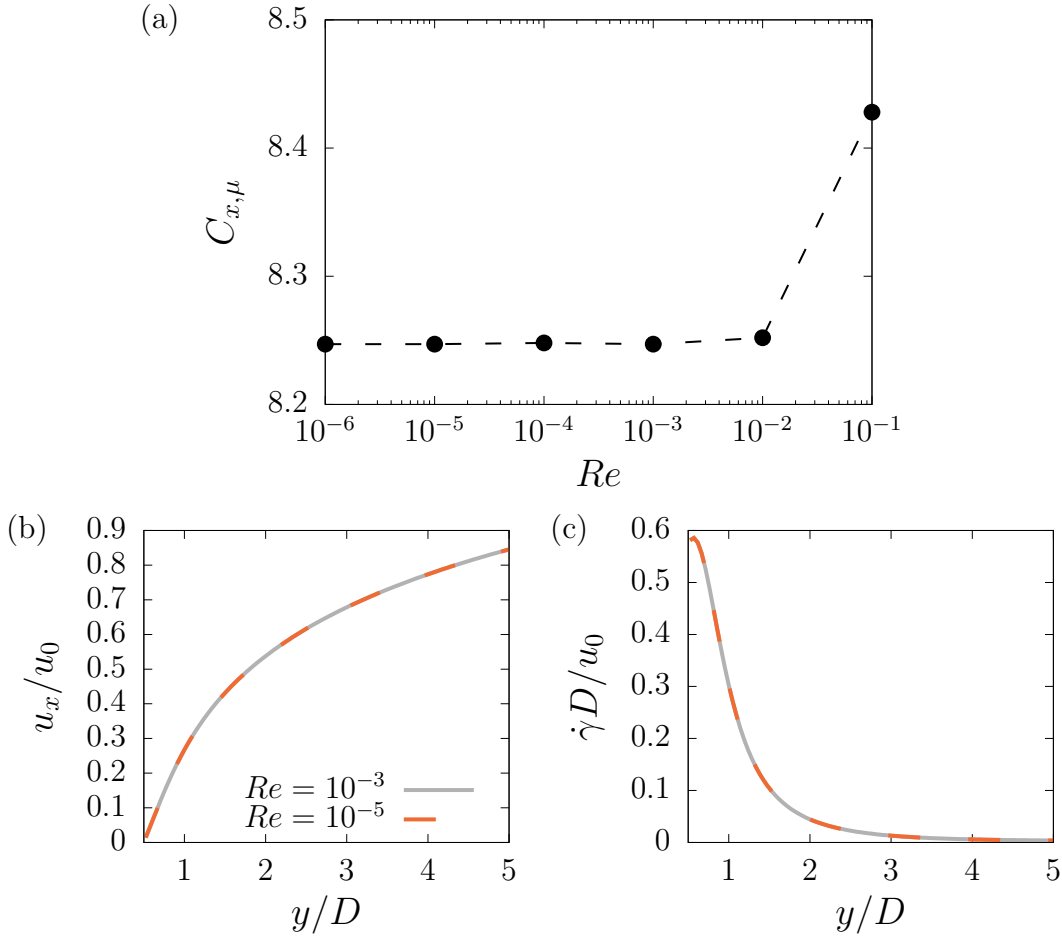 (a)
8.5
8.4
8.3
8.2
C_{x,μ}
10^{-6} 10^{-5} 10^{-4} 10^{-3} 10^{-2} 10^{-1}
Re
(b)
0.9
0.8
0.7
0.6
0.5
0.4
0.3
0.2
0.1
0
u_x/u_0
Re = 10^{-3}
Re = 10^{-5}
1 2 3 4 5
y/D
(c)
0.6
0.5
0.4
0.3
0.2
0.1
0
γ̇D/u_0
1 2 3 4 5
y/D